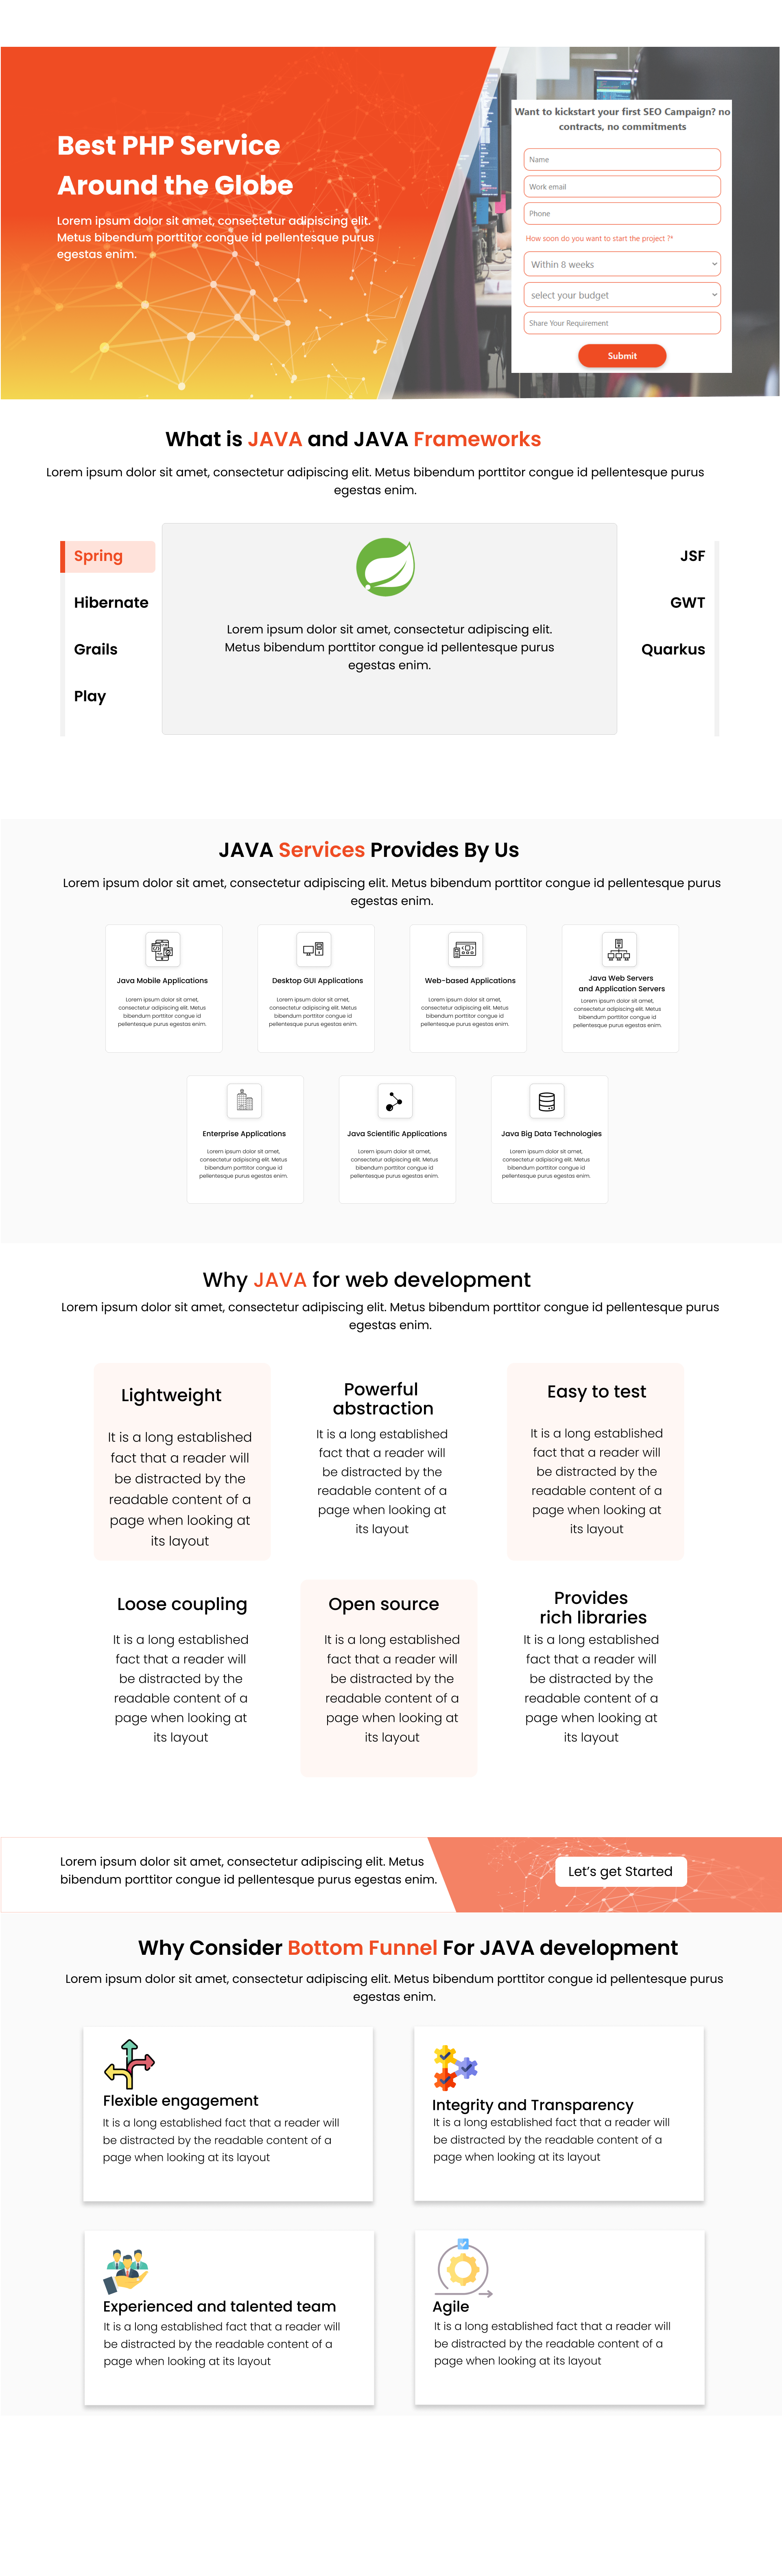 Best PHP Service
Around the Globe
Lorem ipsum dolor sit amet, consectetur adipiscing elit.
Metus bibendum porttitor congue id pellentesque purus
egestas enim.
Want to kickstart your first SEO Campaign? no
contracts, no commitments
Name
Work email
Phone
How soon do you want to start the project ?*
Within 8 weeks
select your budget
Share Your Requirement
Submit
What is JAVA and JAVA Frameworks
Lorem ipsum dolor sit amet, consectetur adipiscing elit. Metus bibendum porttitor congue id pellentesque purus
egestas enim.
Spring
Hibernate
Grails
Play
Lorem ipsum dolor sit amet, consectetur adipiscing elit.
Metus bibendum porttitor congue id pellentesque purus
egestas enim.
JSF
GWT
Quarkus
JAVA Services Provides By Us
Lorem ipsum dolor sit amet, consectetur adipiscing elit. Metus bibendum porttitor congue id pellentesque purus
egestas enim.
Java Mobile Applications
Lorem ipsum dolor sit amet,
consectetur adipiscing elit. Metus
bibendum porttitor congue id
pellentesque purus egestas enim.
Desktop GUI Applications
Lorem ipsum dolor sit amet,
consectetur adipiscing elit. Metus
bibendum porttitor congue id
pellentesque purus egestas enim.
Web-based Applications
Lorem ipsum dolor sit amet,
consectetur adipiscing elit. Metus
bibendum porttitor congue id
pellentesque purus egestas enim.
Java Web Servers
and Application Servers
Lorem ipsum dolor sit amet,
consectetur adipiscing elit. Metus
bibendum porttitor congue id
pellentesque purus egestas enim.
Enterprise Applications
Lorem ipsum dolor sit amet,
consectetur adipiscing elit. Metus
bibendum porttitor congue id
pellentesque purus egestas enim.
Java Scientific Applications
Lorem ipsum dolor sit amet,
consectetur adipiscing elit. Metus
bibendum porttitor congue id
pellentesque purus egestas enim.
Java Big Data Technologies
Lorem ipsum dolor sit amet,
consectetur adipiscing elit. Metus
bibendum porttitor congue id
pellentesque purus egestas enim.
Why JAVA for web development
Lorem ipsum dolor sit amet, consectetur adipiscing elit. Metus bibendum porttitor congue id pellentesque purus
egestas enim.
Lightweight
It is a long established
fact that a reader will
be distracted by the
readable content of a
page when looking at
its layout
Powerful
abstraction
It is a long established
fact that a reader will
be distracted by the
readable content of a
page when looking at
its layout
Easy to test
It is a long established
fact that a reader will
be distracted by the
readable content of a
page when looking at
its layout
Loose coupling
It is a long established
fact that a reader will
be distracted by the
readable content of a
page when looking at
its layout
Open source
It is a long established
fact that a reader will
be distracted by the
readable content of a
page when looking at
its layout
Provides
rich libraries
It is a long established
fact that a reader will
be distracted by the
readable content of a
page when looking at
its layout
Lorem ipsum dolor sit amet, consectetur adipiscing elit. Metus
bibendum porttitor congue id pellentesque purus egestas enim.
Let’s get Started
Why Consider Bottom Funnel For JAVA development
Lorem ipsum dolor sit amet, consectetur adipiscing elit. Metus bibendum porttitor congue id pellentesque purus
egestas enim.
Flexible engagement
It is a long established fact that a reader will
be distracted by the readable content of a
page when looking at its layout
Integrity and Transparency
It is a long established fact that a reader will
be distracted by the readable content of a
page when looking at its layout
Experienced and talented team
It is a long established fact that a reader will
be distracted by the readable content of a
page when looking at its layout
Agile
It is a long established fact that a reader will
be distracted by the readable content of a
page when looking at its layout